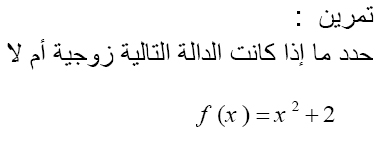 تمرين :
حدد ما إذا كانت الدالة التالية زوجية أم لا
f (x) = x² + 2